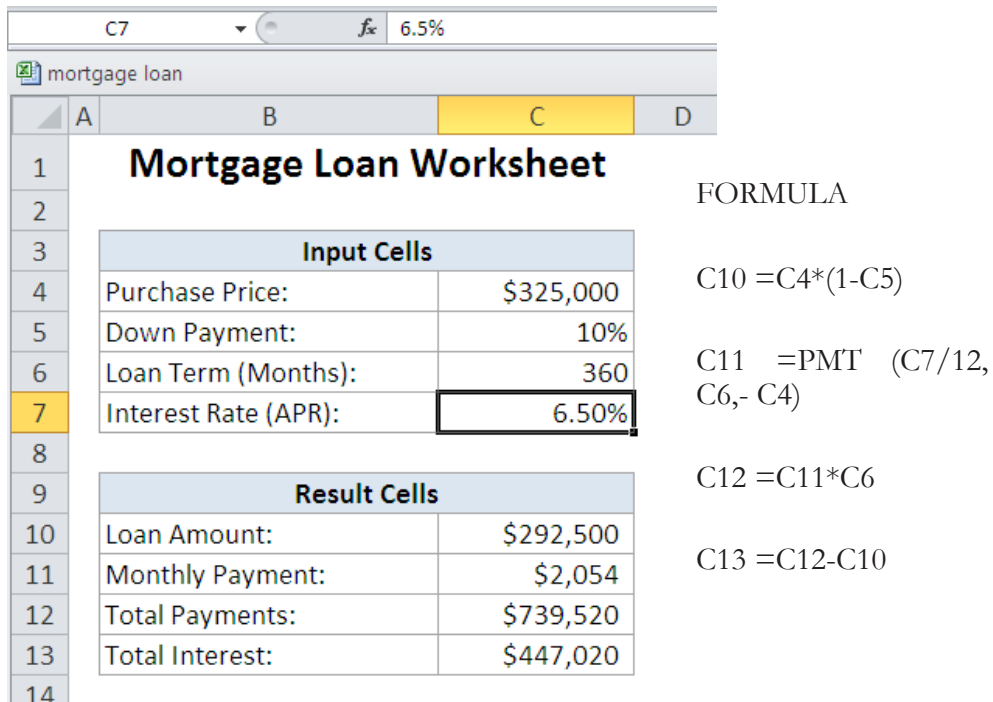 C7 fx 6.5%
mortgage loan
A B C D
1 Mortgage Loan Worksheet
2
3 Input Cells
4 Purchase Price: $325,000
5 Down Payment: 10%
6 Loan Term (Months): 360
7 Interest Rate (APR): 6.50%
8
9 Result Cells
10 Loan Amount: $292,500
11 Monthly Payment: $2,054
12 Total Payments: $739,520
13 Total Interest: $447,020
14
FORMULA
C10 =C4*(1-C5)
C11 =PMT (C7/12,
C6,- C4)
C12 =C11*C6
C13 =C12-C10